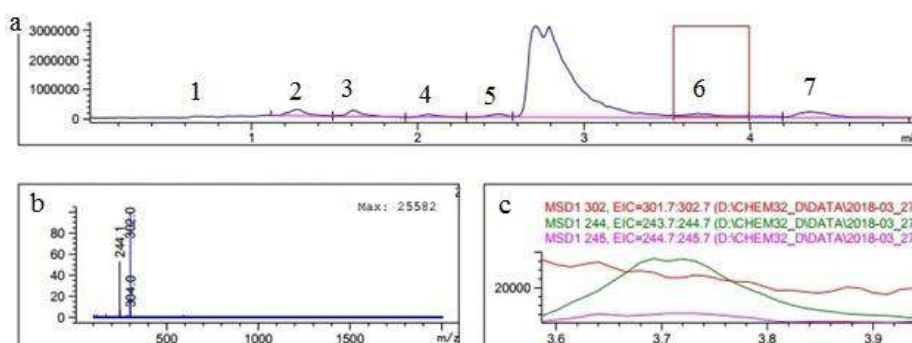 a
3000000
2000000
1000000
0
1 2 3 4 5 6 7
1 2 3 4
b
Max: 25582
80
60
40
20
0
244.1
302.0
304.0
500 1000 1500 m/z
c
MSD1 302, EIC=301.7:302.7 (D:\CHEM32_D\DATA\2018-03_27
MSD1 244, EIC=243.7:244.7 (D:\CHEM32_D\DATA\2018-03_27
MSD1 245, EIC=244.7:245.7 (D:\CHEM32_D\DATA\2018-03_27
20000
3.6 3.7 3.8 3.9